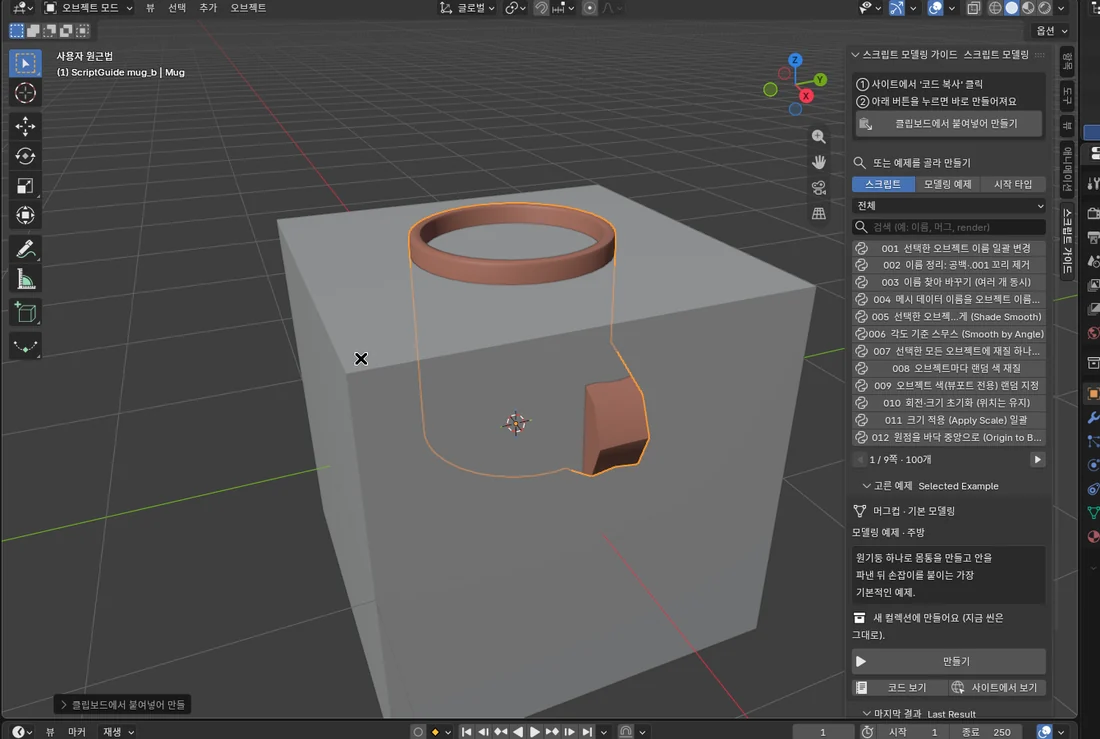 오브젝트 모드 뷰 선택 추가 오브젝트 글로벌
옵션
사용자 원근법
(1) ScriptGuide mug_b | Mug
Z
Y
X
스크립트 모델링 가이드 스크립트 모델링
① 사이트에서 '코드 복사' 클릭
② 아래 버튼을 누르면 바로 만들어져요
클립보드에서 붙여넣어 만들기
또는 예제를 골라 만들기
스크립트 모델링 예제 시작 타입
전체
검색 (예: 이름, 머그, render)
001 선택한 오브젝트 이름 일괄 변경
002 이름 정리: 공백·.001 꼬리 제거
003 이름 찾아 바꾸기 (여러 개 동시)
004 메시 데이터 이름을 오브젝트 이름...
005 선택한 오브젝...게 (Shade Smooth)
006 각도 기준 스무스 (Smooth by Angle)
007 선택한 모든 오브젝트에 재질 하나...
008 오브젝트마다 랜덤 색 재질
009 오브젝트 색(뷰포트 전용) 랜덤 지정
010 회전·크기 초기화 (위치는 유지)
011 크기 적용 (Apply Scale) 일괄
012 원점을 바닥 중앙으로 (Origin to B...
1 / 9쪽 · 100개
고른 예제 Selected Example
머그컵 · 기본 모델링
모델링 예제 · 주방
원기둥 하나로 몸통을 만들고 안을
파낸 뒤 손잡이를 붙이는 가장
기본적인 예제.
새 컬렉션에 만들어요 (지금 씬은
그대로).
만들기
코드 보기 사이트에서 보기
마지막 결과 Last Result
항목
도구
뷰
애니메이션
스크립트 가이드
클립보드에서 붙여넣어 만들
뷰 마커 재생 1 시작 1 종료 250